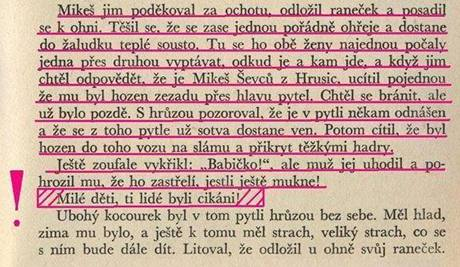 Mikeš jim poděkoval za ochotu, odložil raneček a posadil
se k ohni. Těšil se, že se zase jednou pořádně ohřeje a dostane
do žaludku teplé sousto. Tu se ho obě ženy najednou počaly
jedna přes druhou vyptávat, odkud je a kam jde, a když jim
chtěl odpovědět, že je Mikeš Ševců z Hrusic, ucítil pojednou
že mu byl hozen zezadu přes hlavu pytel. Chtěl se bránit, ale
už bylo pozdě. S hrůzou pozoroval, že je v pytli někam odnášen
a že se z toho pytle už sotva dostane ven. Potom cítil, že byl
hozen do toho vozu na slámu a přikryt těžkými hadry.
Ještě zoufale vykřikl: „Babičko!", ale muž jej uhodil a po-
hrozil mu, že ho zastřelí, jestli ještě mukne!
! Milé děti, ti lidé byli cikáni!
Ubohý kocourek byl v tom pytli hrůzou bez sebe. Měl hlad,
zima mu bylo, a ještě k tomu měl strach, veliký strach, co se
s ním bude dále dít. Litoval, že odložil u ohně svůj raneček.